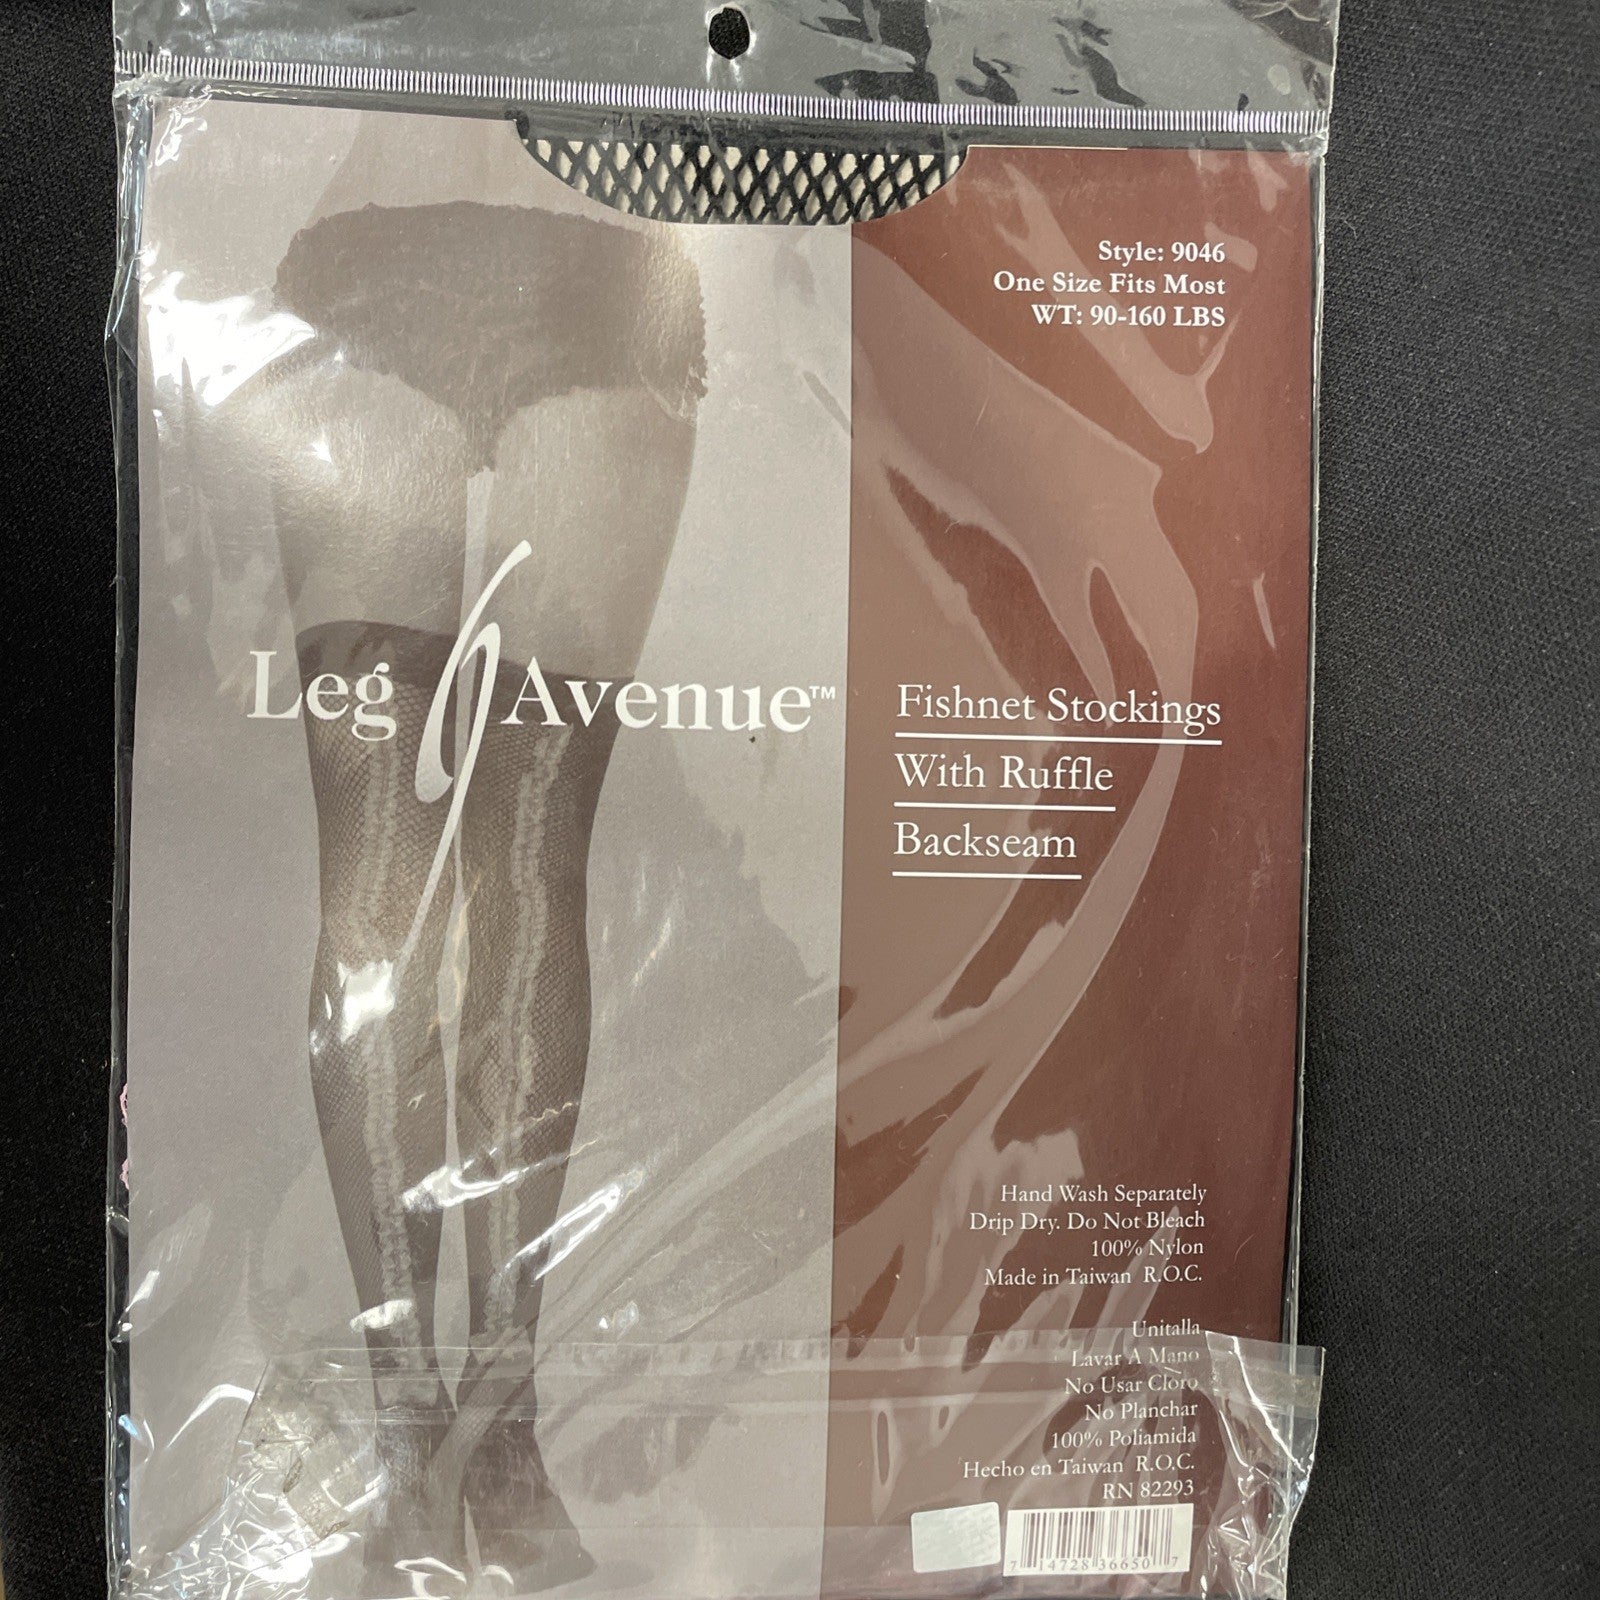 Style: 9046
One Size Fits Most
WT: 90-160 LBS
Leg Avenue™
Fishnet Stockings
With Ruffle
Backseam
Hand Wash Separately
Drip Dry. Do Not Bleach
100% Nylon
Made in Taiwan R.O.C.
Unitalla
Lavar A Mano
No Usar Cloro
No Planchar
100% Poliamida
Hecho en Taiwan R.O.C.
RN 82293
7 14728 36650 7